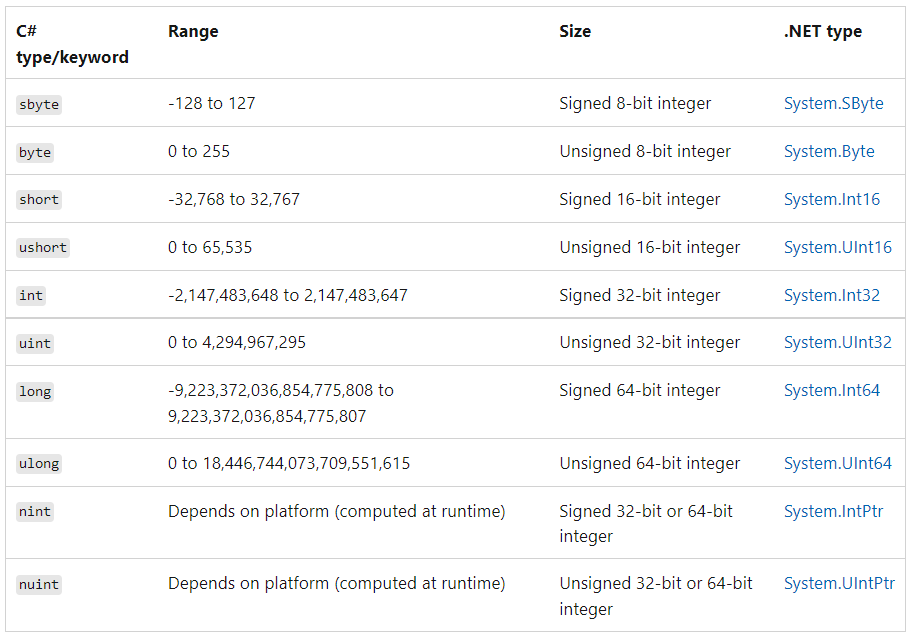 C# type/keyword Range Size .NET type
sbyte -128 to 127 Signed 8-bit integer System.SByte
byte 0 to 255 Unsigned 8-bit integer System.Byte
short -32,768 to 32,767 Signed 16-bit integer System.Int16
ushort 0 to 65,535 Unsigned 16-bit integer System.UInt16
int -2,147,483,648 to 2,147,483,647 Signed 32-bit integer System.Int32
uint 0 to 4,294,967,295 Unsigned 32-bit integer System.UInt32
long -9,223,372,036,854,775,808 to 9,223,372,036,854,775,807 Signed 64-bit integer System.Int64
ulong 0 to 18,446,744,073,709,551,615 Unsigned 64-bit integer System.UInt64
nint Depends on platform (computed at runtime) Signed 32-bit or 64-bit integer System.IntPtr
nuint Depends on platform (computed at runtime) Unsigned 32-bit or 64-bit integer System.UIntPtr